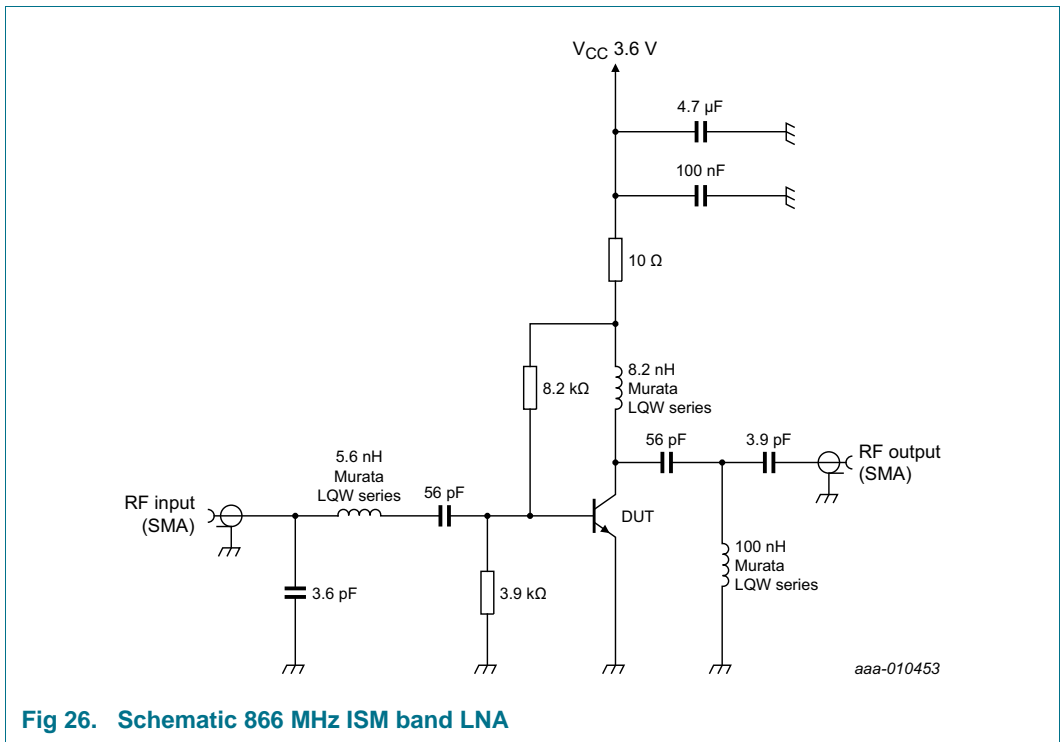 VCC 3.6 V
4.7 µF
100 nF
10 Ω
8.2 kΩ
8.2 nH
Murata
LQW series
56 pF
3.9 pF
RF output
(SMA)
5.6 nH
Murata
LQW series
56 pF
RF input
(SMA)
DUT
3.6 pF
3.9 kΩ
100 nH
Murata
LQW series
aaa-010453
Fig 26. Schematic 866 MHz ISM band LNA